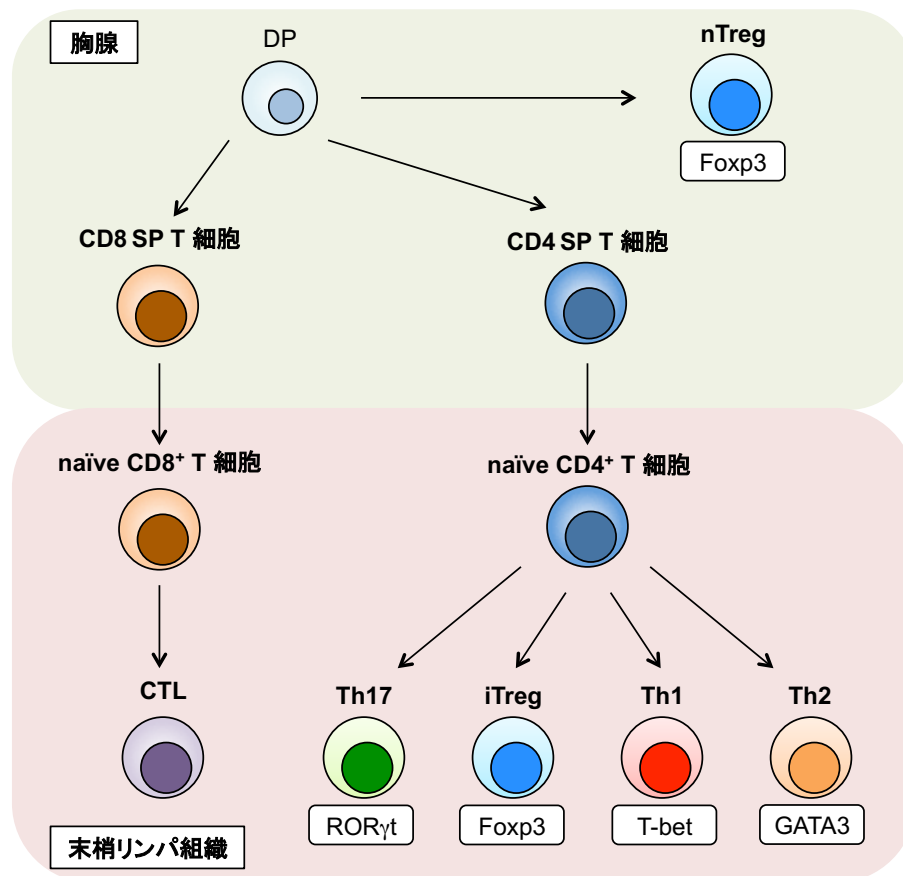 胸腺
DP
nTreg
Foxp3
CD8 SP T 細胞
CD4 SP T 細胞
naïve CD8⁺ T 細胞
naïve CD4⁺ T 細胞
CTL
Th17
iTreg
Th1
Th2
RORγt
Foxp3
T-bet
GATA3
末梢リンパ組織